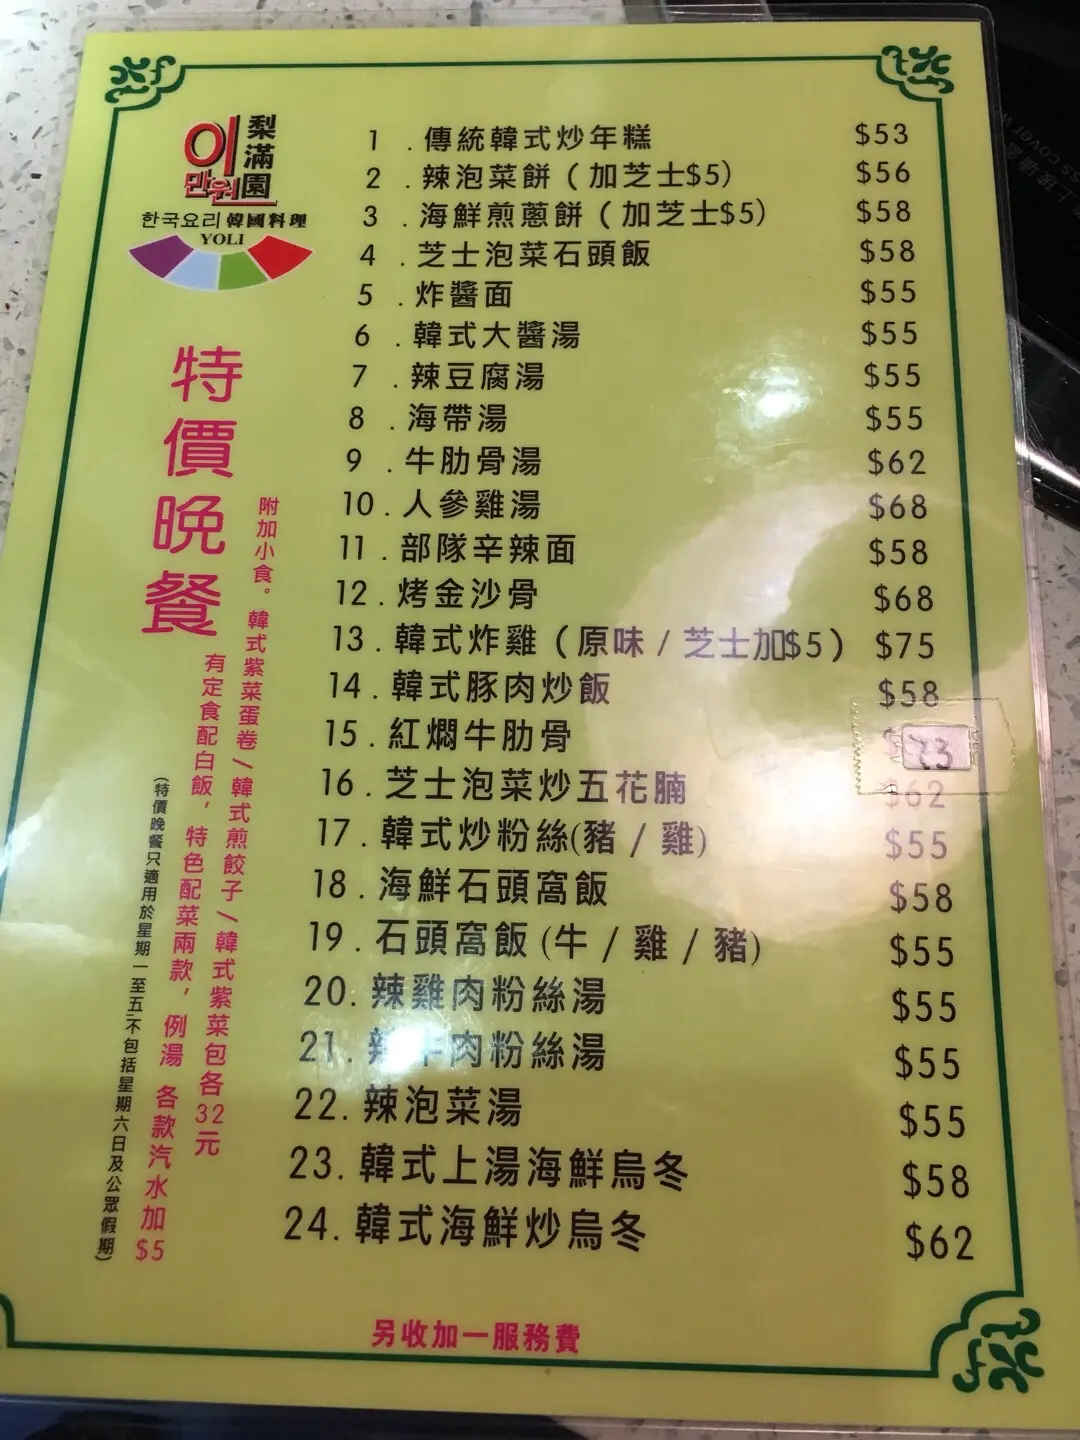 梨滿園
이만원
한국요리 韓國料理
YOLI
特價晚餐
附加小食。韓式紫菜蛋卷/韓式煎餃子/韓式紫菜包各32元
有定食配白飯，特色配菜兩款，例湯 各款汽水加$5
(特價晚餐只適用於星期一至五不包括星期六日及公眾假期)
1 .傳統韓式炒年糕 $53
2 .辣泡菜餅(加芝士$5) $56
3 .海鮮煎蔥餅(加芝士$5) $58
4 .芝士泡菜石頭飯 $58
5 .炸醬面 $55
6 .韓式大醬湯 $55
7 .辣豆腐湯 $55
8 .海帶湯 $55
9 .牛肋骨湯 $62
10.人參雞湯 $68
11.部隊辛辣面 $58
12.烤金沙骨 $68
13.韓式炸雞(原味/芝士加$5) $75
14.韓式豚肉炒飯 $58
15.紅燜牛肋骨 73
16.芝士泡菜炒五花腩 $62
17.韓式炒粉絲(豬/雞) $55
18.海鮮石頭窩飯 $58
19.石頭窩飯(牛/雞/豬) $55
20.辣雞肉粉絲湯 $55
21.辣牛肉粉絲湯 $55
22.辣泡菜湯 $55
23.韓式上湯海鮮烏冬 $58
24.韓式海鮮炒烏冬 $62
另收加一服務費